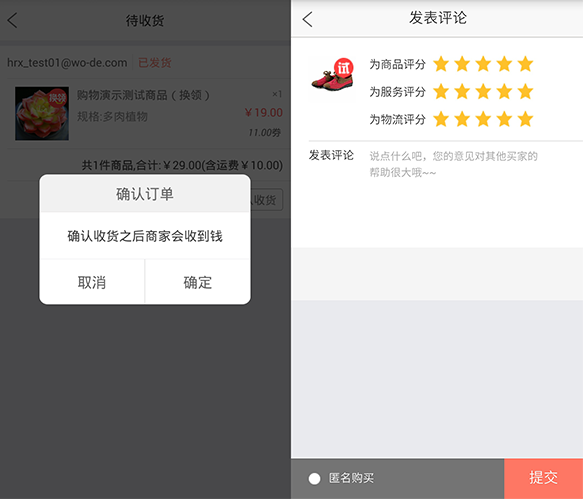 待收货
hrx_test01@wo-de.com 已发货
换领
购物演示测试商品（换领） ×1
￥19.00
规格:多肉植物
11.00券
共1件商品,合计:￥29.00(含运费￥10.00)
收货
确认订单
确认收货之后商家会收到钱
取消 确定
发表评论
试
为商品评分
为服务评分
为物流评分
发表评论 说点什么吧，您的意见对其他买家的
帮助很大哦~~
匿名购买 提交